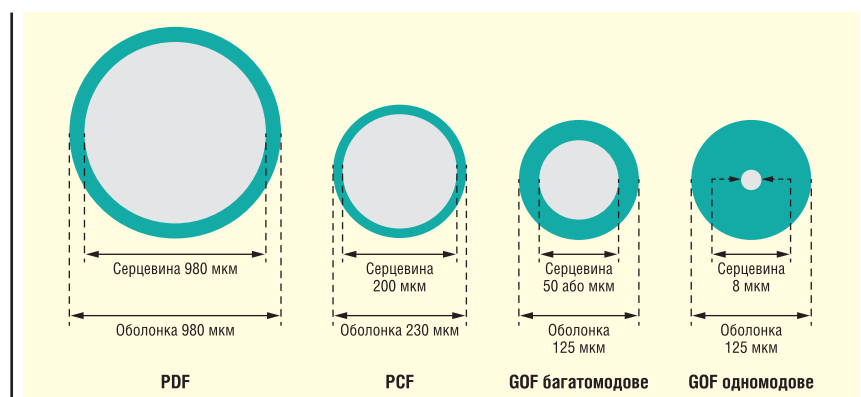 Серцевина 980 мкм
Оболонка 980 мкм
PDF
Серцевина
200 мкм
Оболонка 230 мкм
PCF
Серцевина
50 або мкм
Оболонка
125 мкм
GOF багатомодове
Серцевина
8 мкм
Оболонка
125 мкм
GOF одномодове